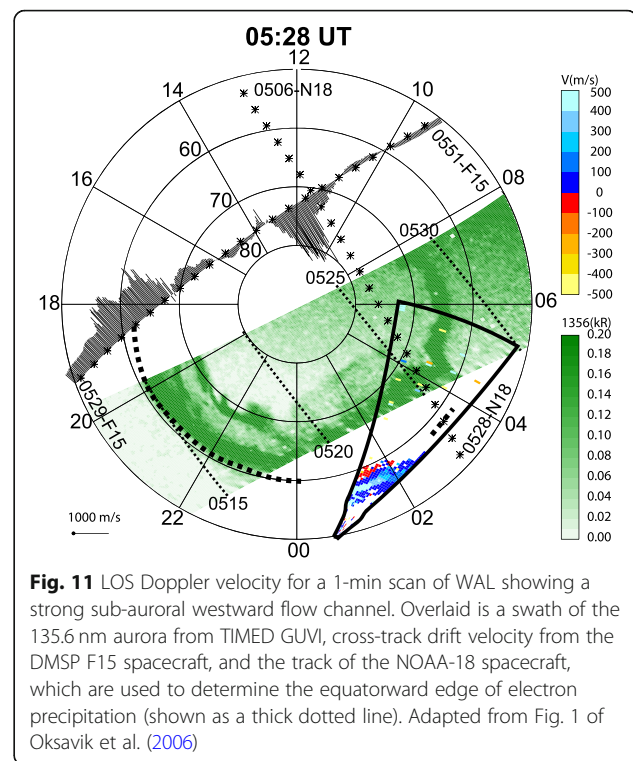 05:28 UT
12
0506-N18
14
10
V(m/s)
500
400
300
200
100
0
-100
-200
-300
-400
-500
60
0551-F15
16
08
70
80
0530
0525
18
06
1356(kR)
0.20
0.18
0.16
0.14
0.12
0.10
0.08
0.06
0.04
0.02
0.00
0529-F15
20
04
0528-N18
0520
0515
22
02
1000 m/s
00
Fig. 11 LOS Doppler velocity for a 1-min scan of WAL showing a
strong sub-auroral westward flow channel. Overlaid is a swath of the
135.6 nm aurora from TIMED GUVI, cross-track drift velocity from the
DMSP F15 spacecraft, and the track of the NOAA-18 spacecraft,
which are used to determine the equatorward edge of electron
precipitation (shown as a thick dotted line). Adapted from Fig. 1 of
Oksavik et al. (2006)